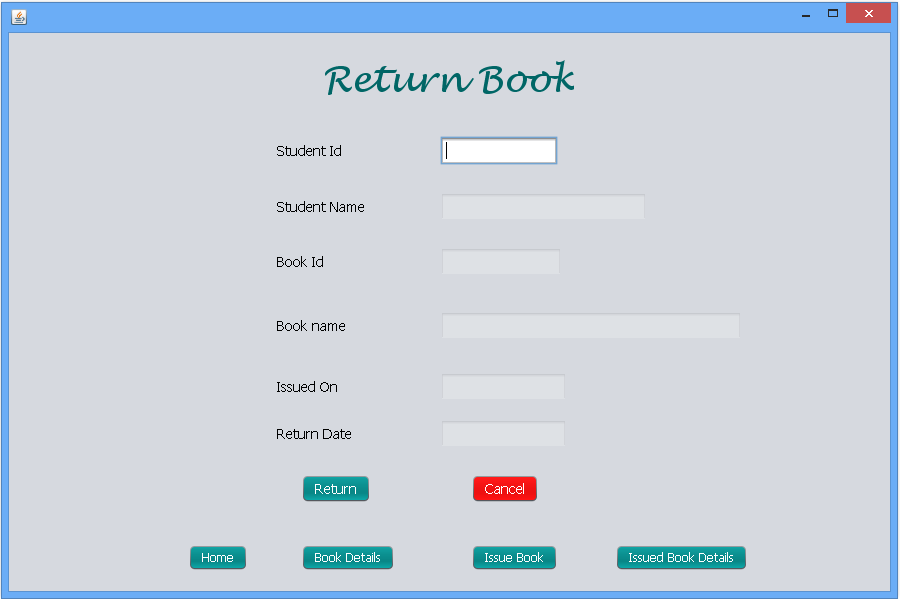 Return Book
Student Id
Student Name
Book Id
Book name
Issued On
Return Date
Return Cancel
Home Book Details Issue Book Issued Book Details